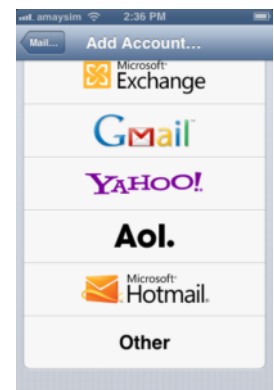 amaysim 2:36 PM
Mail... Add Account...
Microsoft
Exchange
Gmail
YAHOO!
Aol.
Microsoft
Hotmail.
Other